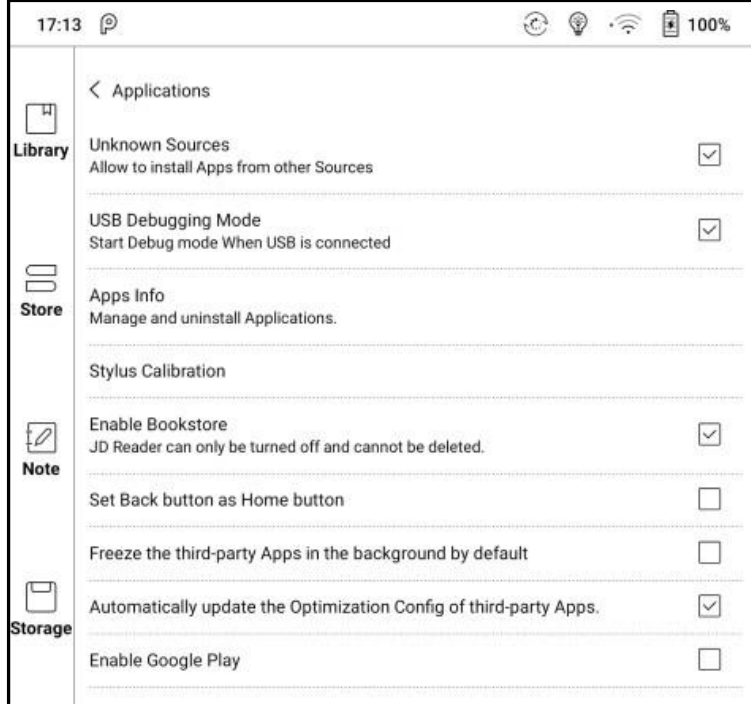 17:13
100%
Applications
Library
Unknown Sources
Allow to install Apps from other Sources
USB Debugging Mode
Start Debug mode When USB is connected
Store
Apps Info
Manage and uninstall Applications.
Stylus Calibration
Note
Enable Bookstore
JD Reader can only be turned off and cannot be deleted.
Set Back button as Home button
Freeze the third-party Apps in the background by default
Storage
Automatically update the Optimization Config of third-party Apps.
Enable Google Play